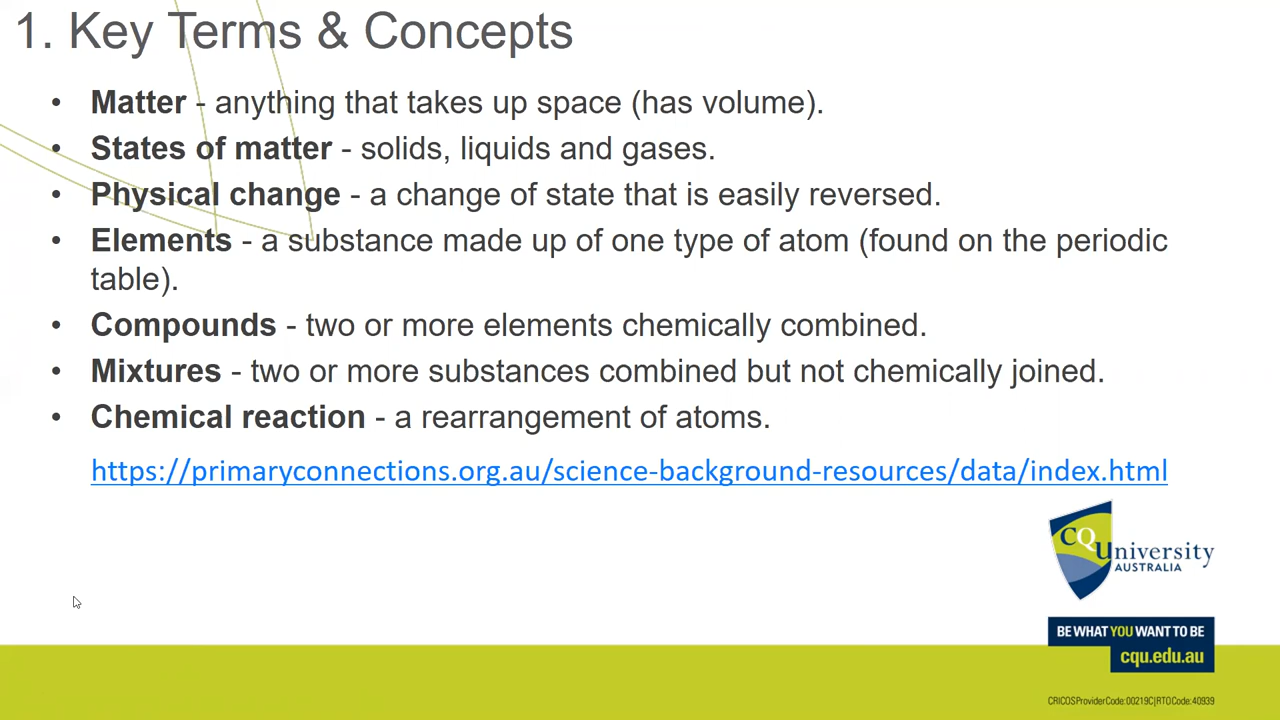 1. Key Terms & Concepts
• Matter - anything that takes up space (has volume).
• States of matter - solids, liquids and gases.
• Physical change - a change of state that is easily reversed.
• Elements - a substance made up of one type of atom (found on the periodic
table).
• Compounds - two or more elements chemically combined.
• Mixtures - two or more substances combined but not chemically joined.
• Chemical reaction - a rearrangement of atoms.
https://primaryconnections.org.au/science-background-resources/data/index.html
CQUniversity
AUSTRALIA
BE WHAT YOU WANT TO BE
cqu.edu.au
CRICOS Provider Code: 00219C | RTO Code: 40939